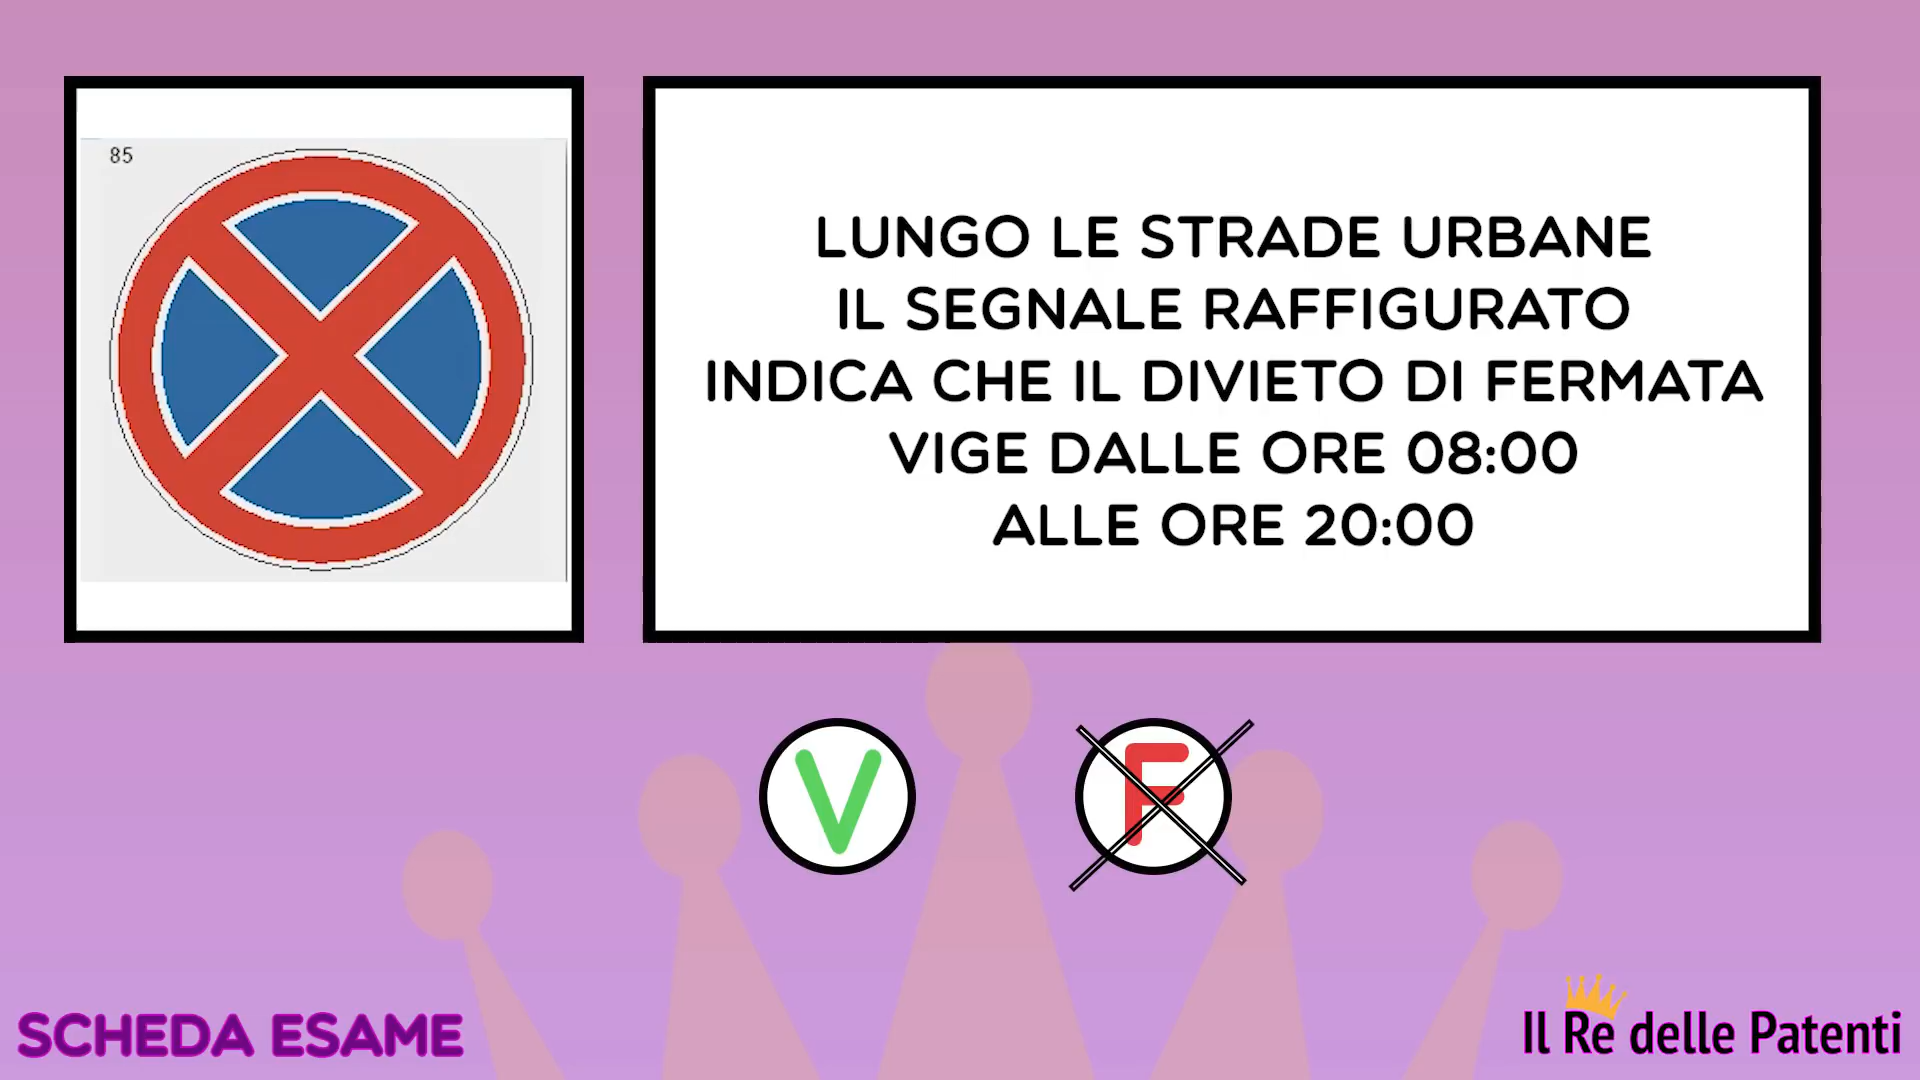 85
LUNGO LE STRADE URBANE
IL SEGNALE RAFFIGURATO
INDICA CHE IL DIVIETO DI FERMATA
VIGE DALLE ORE 08:00
ALLE ORE 20:00
V F
SCHEDA ESAME
Il Re delle Patenti